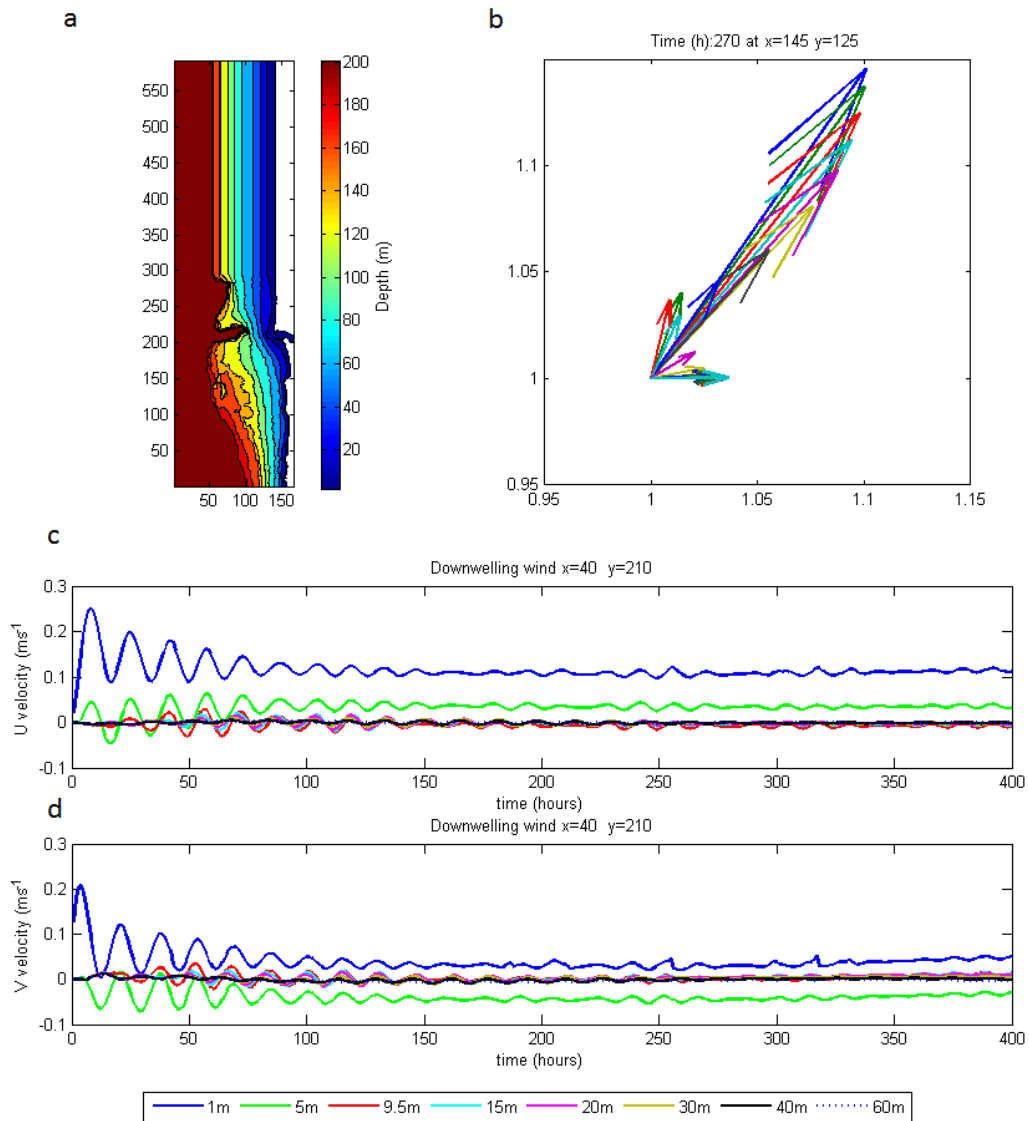 a
550
500
450
400
350
300
250
200
150
100
50
50 100 150
200
180
160
140
120
100
80
60
40
20
Depth (m)
b
Time (h):270 at x=145 y=125
1.1
1.05
1
0.95
0.95 1 1.05 1.1 1.15
c
Downwelling wind x=40 y=210
U velocity (ms-1
0.3
0.2
0.1
0
-0.1
0 50 100 150 200 250 300 350 400
time (hours)
d
Downwelling wind x=40 y=210
V velocity (ms-1
0.3
0.2
0.1
0
-0.1
0 50 100 150 200 250 300 350 400
time (hours)
1m 5m 9.5m 15m 20m 30m 40m 60m